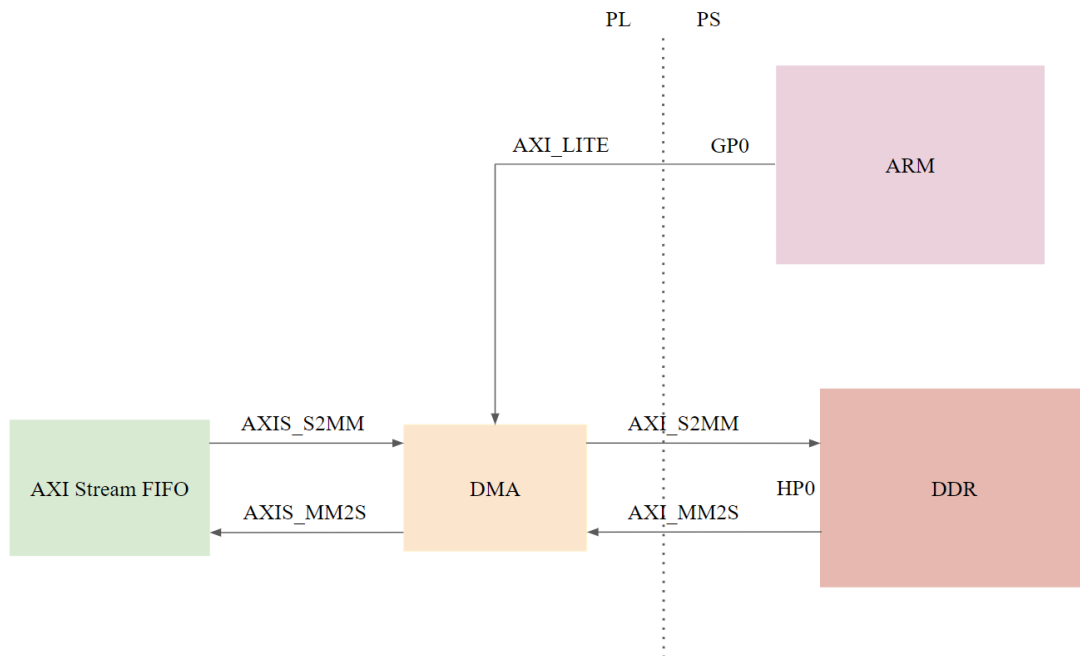 PL
PS
AXI_LITE
GP0
ARM
AXIS_S2MM
AXI_S2MM
AXI Stream FIFO
DMA
HP0
DDR
AXIS_MM2S
AXI_MM2S